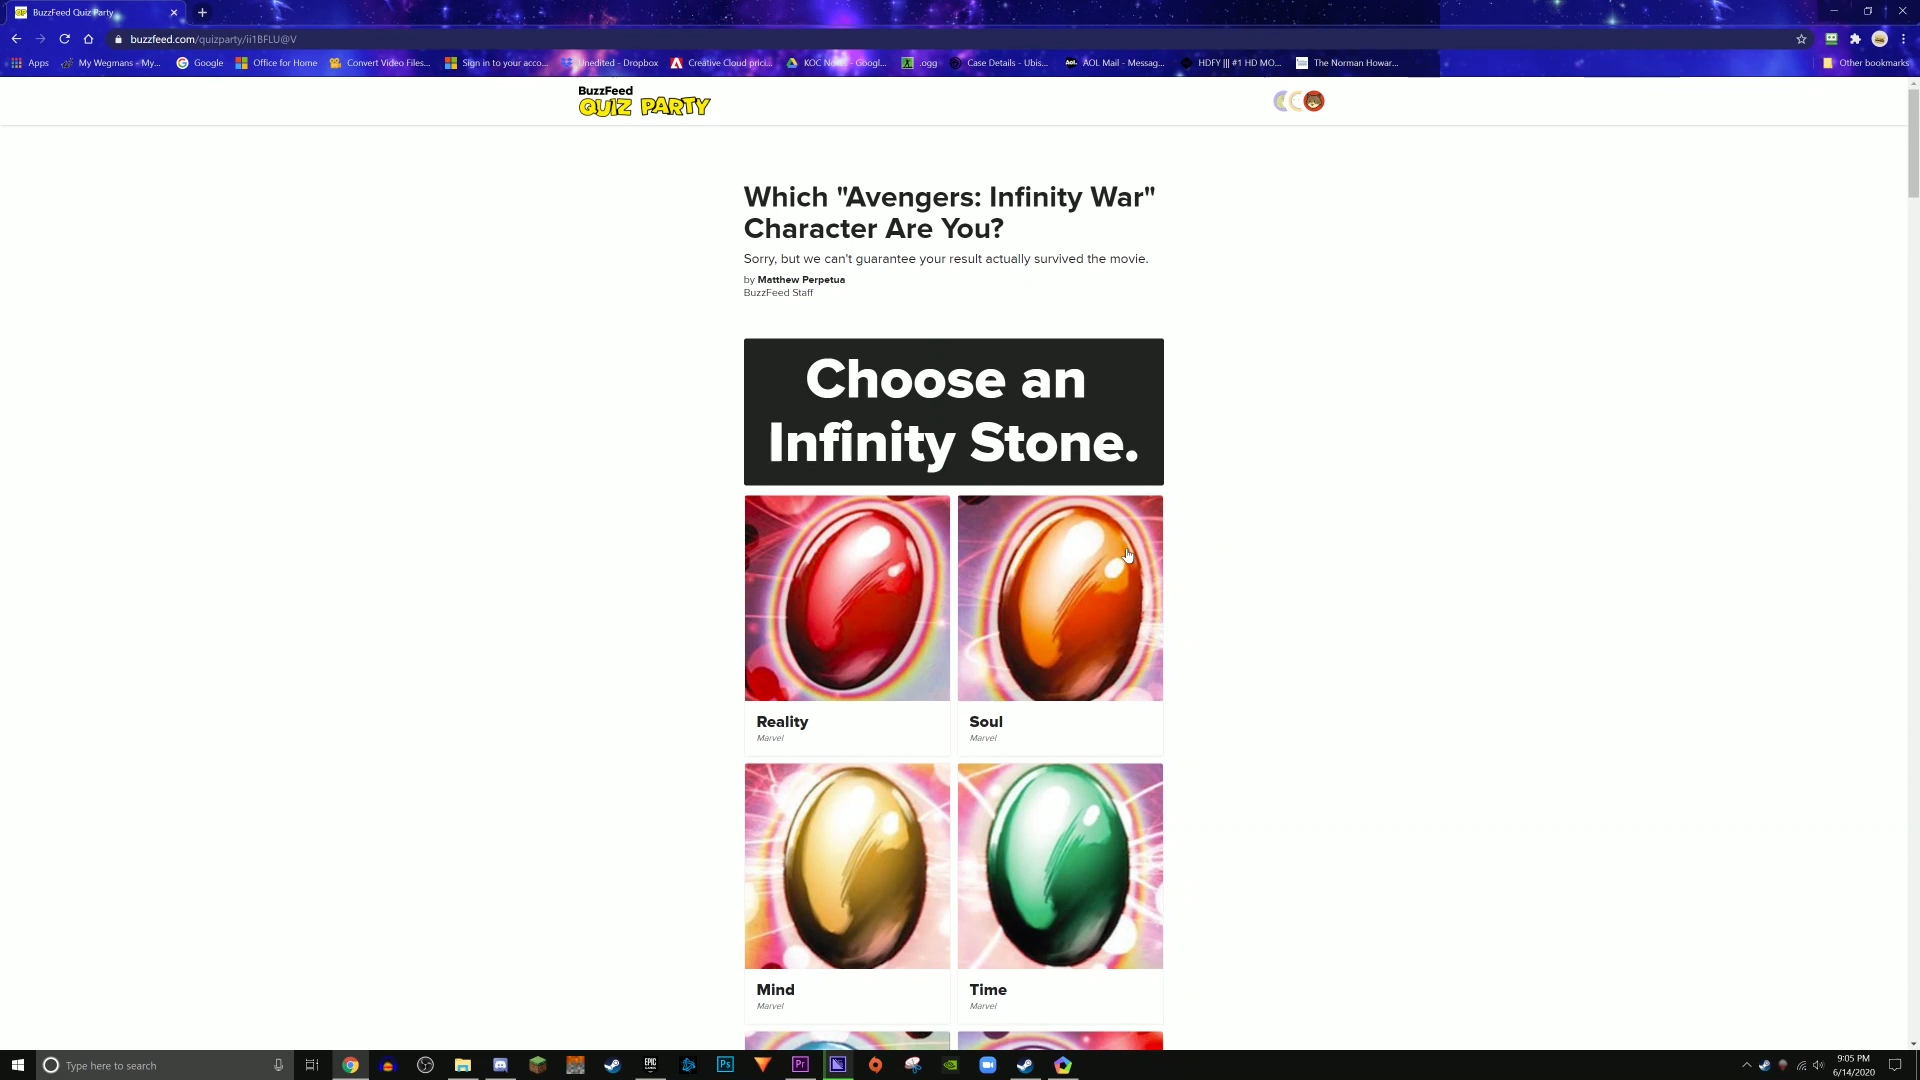 BuzzFeed Quiz Party
buzzfeed.com/quizparty/ii1BFLU@V
Apps My Wegmans - My... Google Office for Home Convert Video Files... Sign in to your acco... Unedited - Dropbox Creative Cloud prici... KOC No - Googl... .ogg Case Details - Ubis... AOL Mail - Messag... HDFY ||| #1 HD MO... The Norman Howar... Other bookmarks
BuzzFeed
QUIZ PARTY
Which "Avengers: Infinity War"
Character Are You?
Sorry, but we can't guarantee your result actually survived the movie.
by Matthew Perpetua
BuzzFeed Staff
Choose an
Infinity Stone.
Reality Soul
Marvel Marvel
Mind Time
Marvel Marvel
Type here to search
9:05 PM
6/14/2020